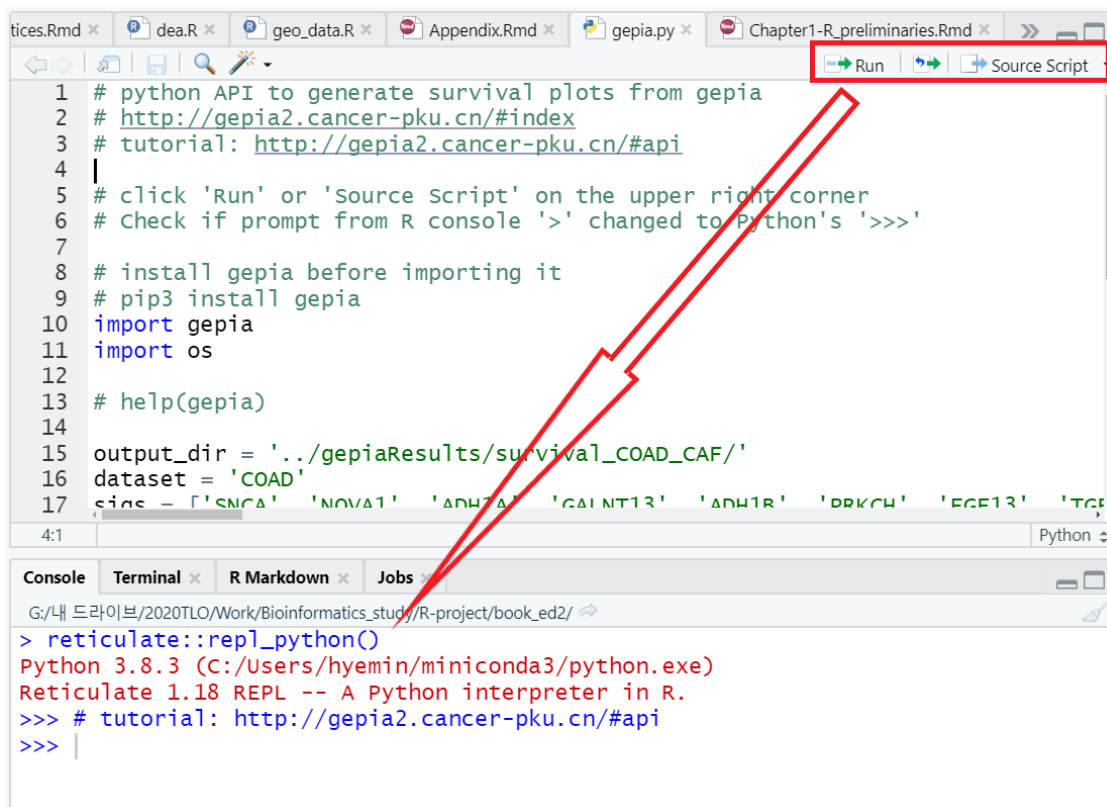 tices.Rmd × dea.R × geo_data.R × Appendix.Rmd × gepia.py × Chapter1-R_preliminaries.Rmd ×
Run Source Script
1 # python API to generate survival plots from gepia
2 # http://gepia2.cancer-pku.cn/#index
3 # tutorial: http://gepia2.cancer-pku.cn/#api
4
5 # click 'Run' or 'Source Script' on the upper right corner
6 # Check if prompt from R console '>' changed to Python's '>>>'
7
8 # install gepia before importing it
9 # pip3 install gepia
10 import gepia
11 import os
12
13 # help(gepia)
14
15 output_dir = '../gepiaResults/survival_COAD_CAF/'
16 dataset = 'COAD'
17 sigs = ['SNCA' 'NOVA1' 'ADH1A' 'GALNT13' 'ADH1B' 'PRKCH' 'FGF13' 'TGF
4:1 Python
Console Terminal × R Markdown × Jobs ×
G:/내 드라이브/2020TLO/Work/Bioinformatics_study/R-project/book_ed2/
> reticulate::repl_python()
Python 3.8.3 (C:/Users/hyemin/miniconda3/python.exe)
Reticulate 1.18 REPL -- A Python interpreter in R.
>>> # tutorial: http://gepia2.cancer-pku.cn/#api
>>>